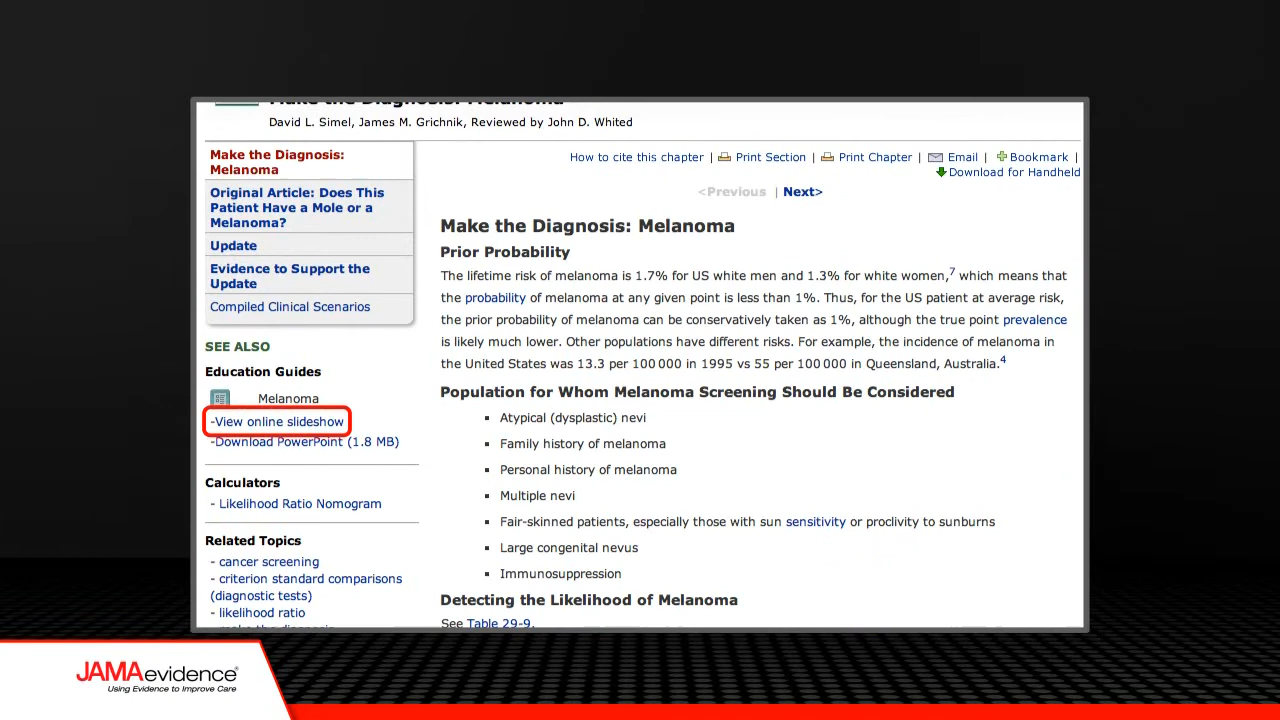 Make the Diagnosis: Melanoma
David L. Simel, James M. Grichnik, Reviewed by John D. Whited
Make the Diagnosis:
Melanoma
Original Article: Does This
Patient Have a Mole or a
Melanoma?
Update
Evidence to Support the
Update
Compiled Clinical Scenarios
SEE ALSO
Education Guides
Melanoma
-View online slideshow
-Download PowerPoint (1.8 MB)
Calculators
- Likelihood Ratio Nomogram
Related Topics
- cancer screening
- criterion standard comparisons
(diagnostic tests)
- likelihood ratio
- make the diagnosis
How to cite this chapter | Print Section | Print Chapter | Email | Bookmark |
Download for Handheld
<Previous | Next>
Make the Diagnosis: Melanoma
Prior Probability
The lifetime risk of melanoma is 1.7% for US white men and 1.3% for white women,7 which means that
the probability of melanoma at any given point is less than 1%. Thus, for the US patient at average risk,
the prior probability of melanoma can be conservatively taken as 1%, although the true point prevalence
is likely much lower. Other populations have different risks. For example, the incidence of melanoma in
the United States was 13.3 per 100 000 in 1995 vs 55 per 100 000 in Queensland, Australia.4
Population for Whom Melanoma Screening Should Be Considered
▪ Atypical (dysplastic) nevi
▪ Family history of melanoma
▪ Personal history of melanoma
▪ Multiple nevi
▪ Fair-skinned patients, especially those with sun sensitivity or proclivity to sunburns
▪ Large congenital nevus
▪ Immunosuppression
Detecting the Likelihood of Melanoma
See Table 29-9.
JAMAevidence®
Using Evidence to Improve Care